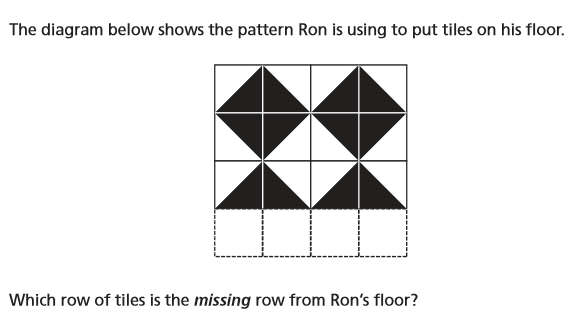 The diagram below shows the pattern Ron is using to put tiles on his floor.
Which row of tiles is the missing row from Ron’s floor?